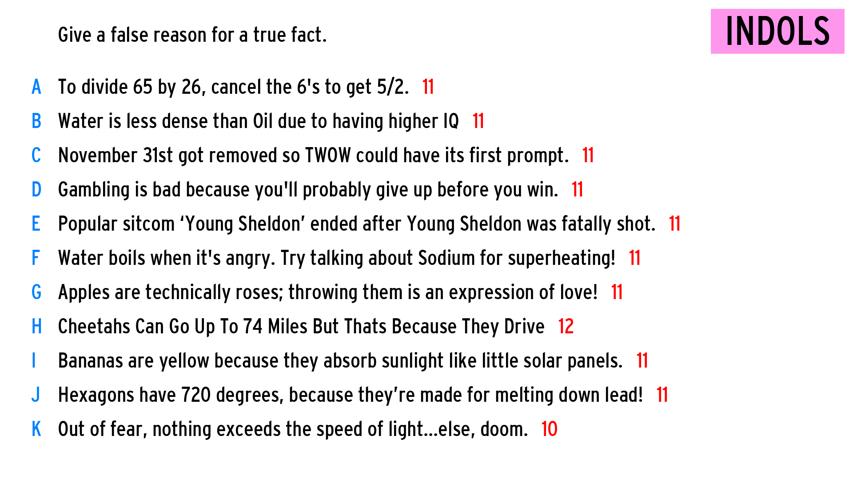 Give a false reason for a true fact.
INDOLS
A To divide 65 by 26, cancel the 6's to get 5/2. 11
B Water is less dense than Oil due to having higher IQ 11
C November 31st got removed so TWOW could have its first prompt. 11
D Gambling is bad because you'll probably give up before you win. 11
E Popular sitcom ‘Young Sheldon’ ended after Young Sheldon was fatally shot. 11
F Water boils when it's angry. Try talking about Sodium for superheating! 11
G Apples are technically roses; throwing them is an expression of love! 11
H Cheetahs Can Go Up To 74 Miles But Thats Because They Drive 12
I Bananas are yellow because they absorb sunlight like little solar panels. 11
J Hexagons have 720 degrees, because they’re made for melting down lead! 11
K Out of fear, nothing exceeds the speed of light...else, doom. 10